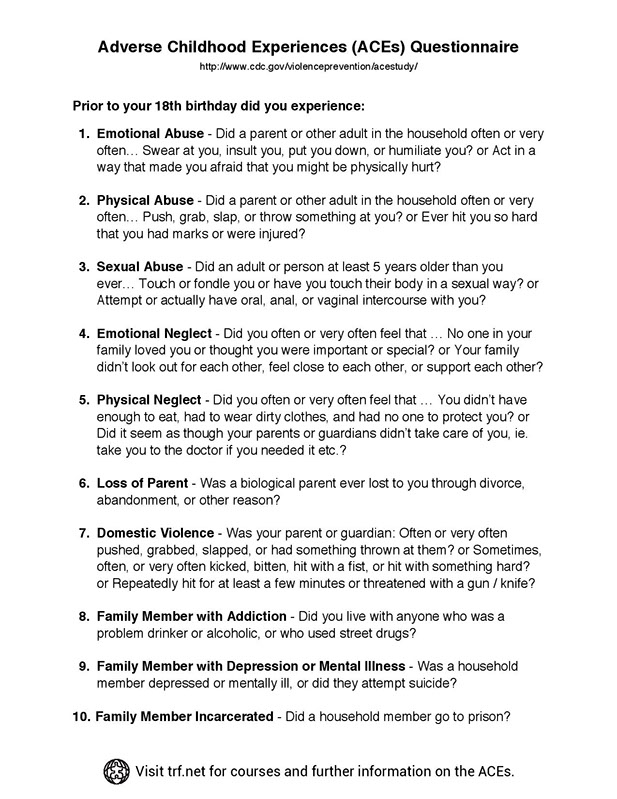 Adverse Childhood Experiences (ACEs) Questionnaire
http://www.cdc.gov/violenceprevention/acestudy/
Prior to your 18th birthday did you experience:
1. Emotional Abuse - Did a parent or other adult in the household often or very
often… Swear at you, insult you, put you down, or humiliate you? or Act in a
way that made you afraid that you might be physically hurt?
2. Physical Abuse - Did a parent or other adult in the household often or very
often… Push, grab, slap, or throw something at you? or Ever hit you so hard
that you had marks or were injured?
3. Sexual Abuse - Did an adult or person at least 5 years older than you
ever… Touch or fondle you or have you touch their body in a sexual way? or
Attempt or actually have oral, anal, or vaginal intercourse with you?
4. Emotional Neglect - Did you often or very often feel that … No one in your
family loved you or thought you were important or special? or Your family
didn’t look out for each other, feel close to each other, or support each other?
5. Physical Neglect - Did you often or very often feel that … You didn’t have
enough to eat, had to wear dirty clothes, and had no one to protect you? or
Did it seem as though your parents or guardians didn’t take care of you, ie.
take you to the doctor if you needed it etc.?
6. Loss of Parent - Was a biological parent ever lost to you through divorce,
abandonment, or other reason?
7. Domestic Violence - Was your parent or guardian: Often or very often
pushed, grabbed, slapped, or had something thrown at them? or Sometimes,
often, or very often kicked, bitten, hit with a fist, or hit with something hard?
or Repeatedly hit for at least a few minutes or threatened with a gun / knife?
8. Family Member with Addiction - Did you live with anyone who was a
problem drinker or alcoholic, or who used street drugs?
9. Family Member with Depression or Mental Illness - Was a household
member depressed or mentally ill, or did they attempt suicide?
10. Family Member Incarcerated - Did a household member go to prison?
Visit trf.net for courses and further information on the ACEs.